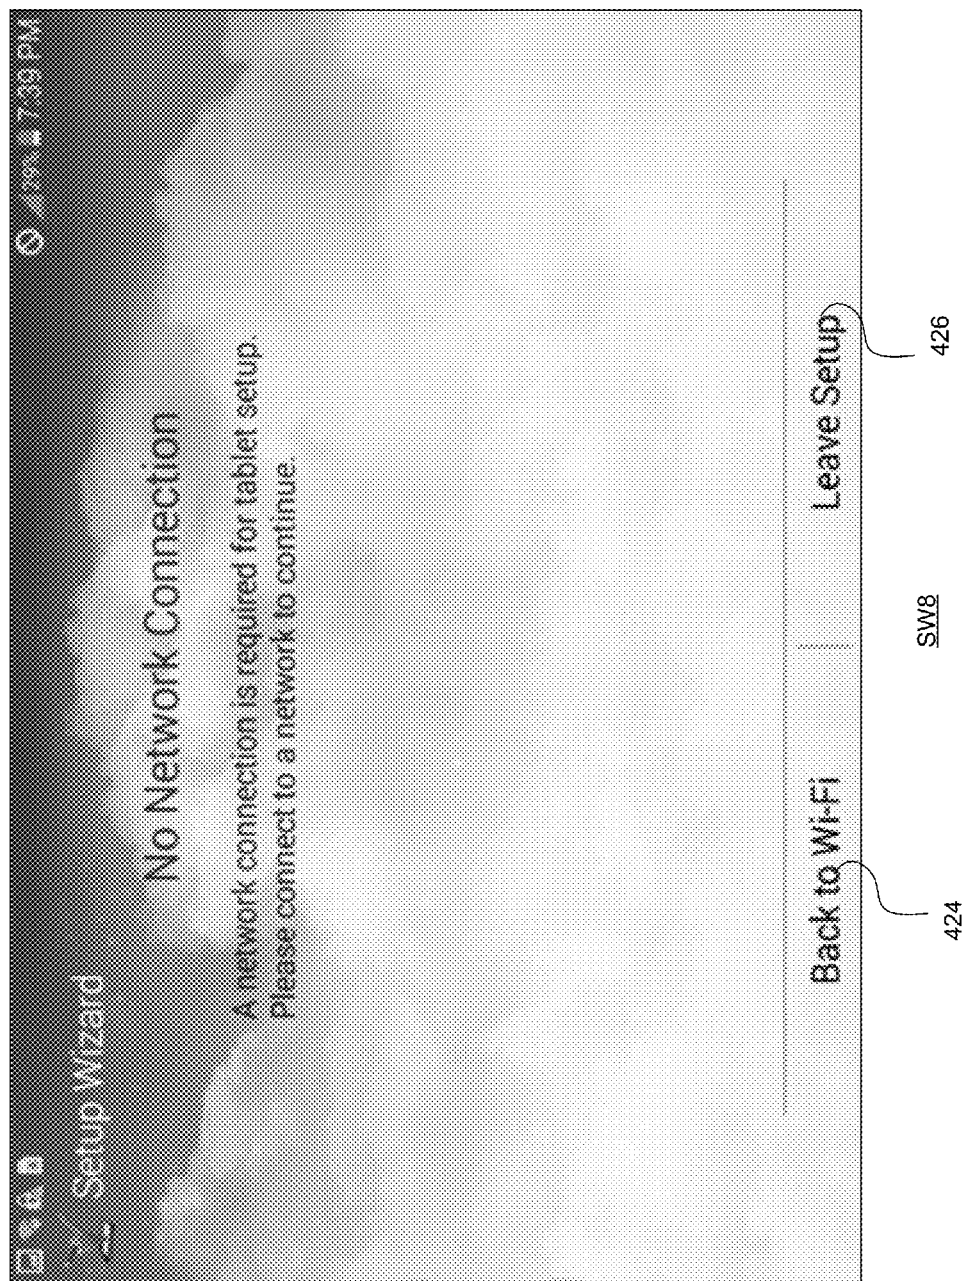 79% 7:39 PM
Setup Wizard
No Network Connection
A network connection is required for tablet setup.
Please connect to a network to continue.
Back to Wi-Fi
Leave Setup
424
SW8
426